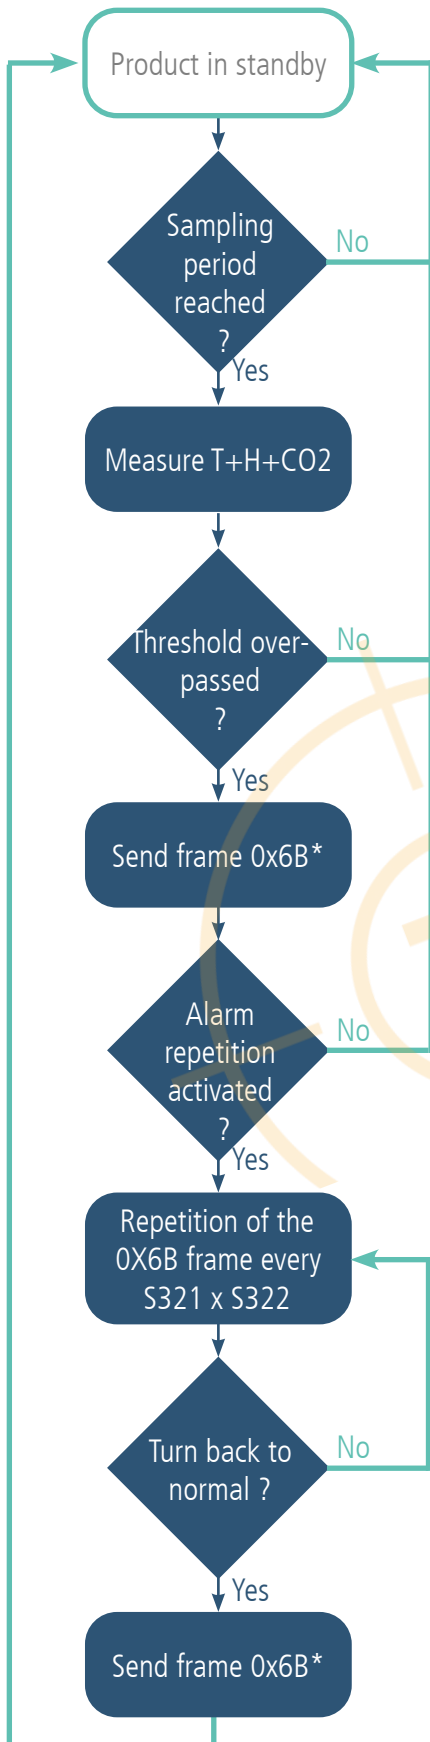 Product in standby
Sampling
period
reached
?
No
Yes
Measure T+H+CO2
Threshold over-
passed
?
No
Yes
Send frame 0x6B*
Alarm
repetition
activated
?
No
Yes
Repetition of the
0X6B frame every
S321 x S322
Turn back to
normal ?
No
Yes
Send frame 0x6B*